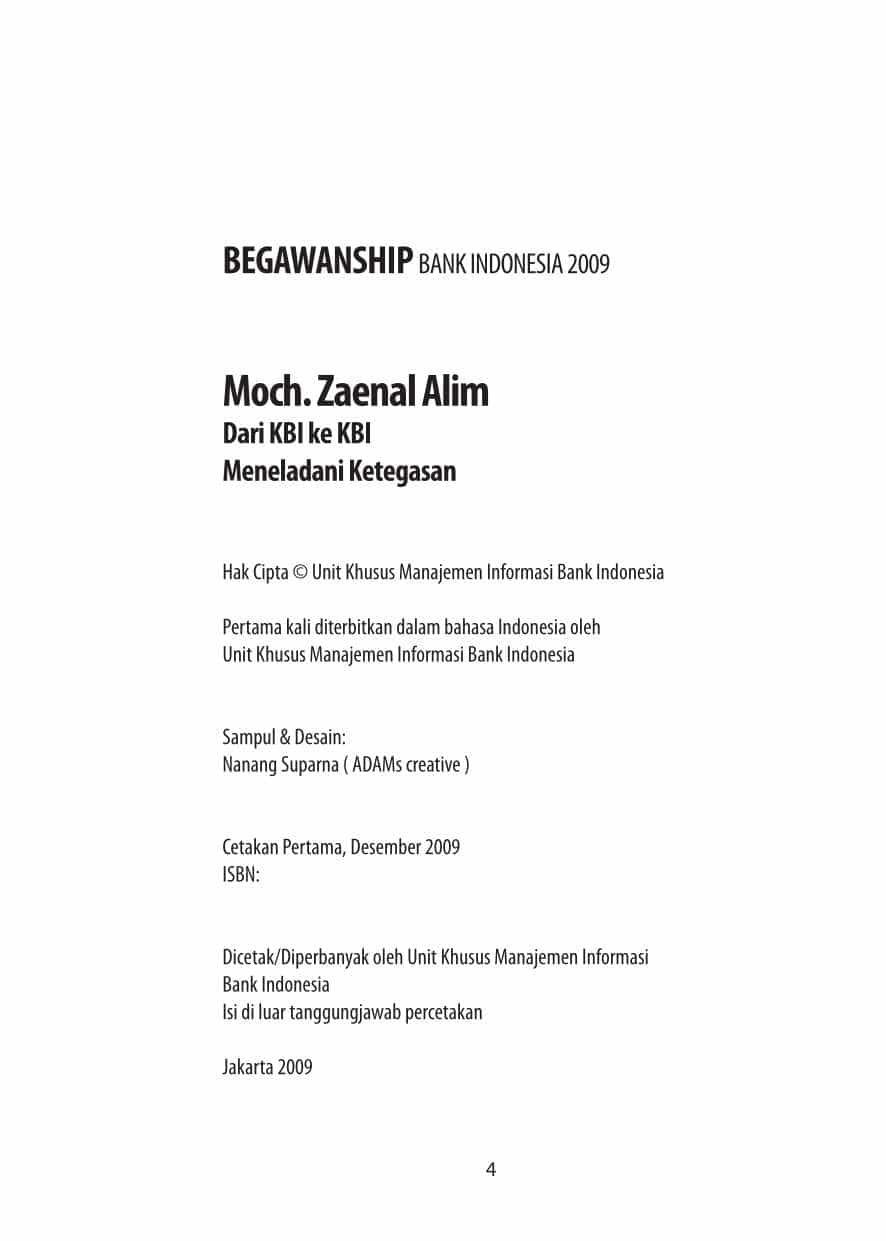 BEGAWANSHIP BANK INDONESIA 2009
Moch. Zaenal Alim
Dari KBI ke KBI
Meneladani Ketegasan
Hak Cipta © Unit Khusus Manajemen Informasi Bank Indonesia
Pertama kali diterbitkan dalam bahasa Indonesia oleh
Unit Khusus Manajemen Informasi Bank Indonesia
Sampul & Desain:
Nanang Suparna ( ADAMs creative )
Cetakan Pertama, Desember 2009
ISBN:
Dicetak/Diperbanyak oleh Unit Khusus Manajemen Informasi
Bank Indonesia
Isi di luar tanggungjawab percetakan
Jakarta 2009
4